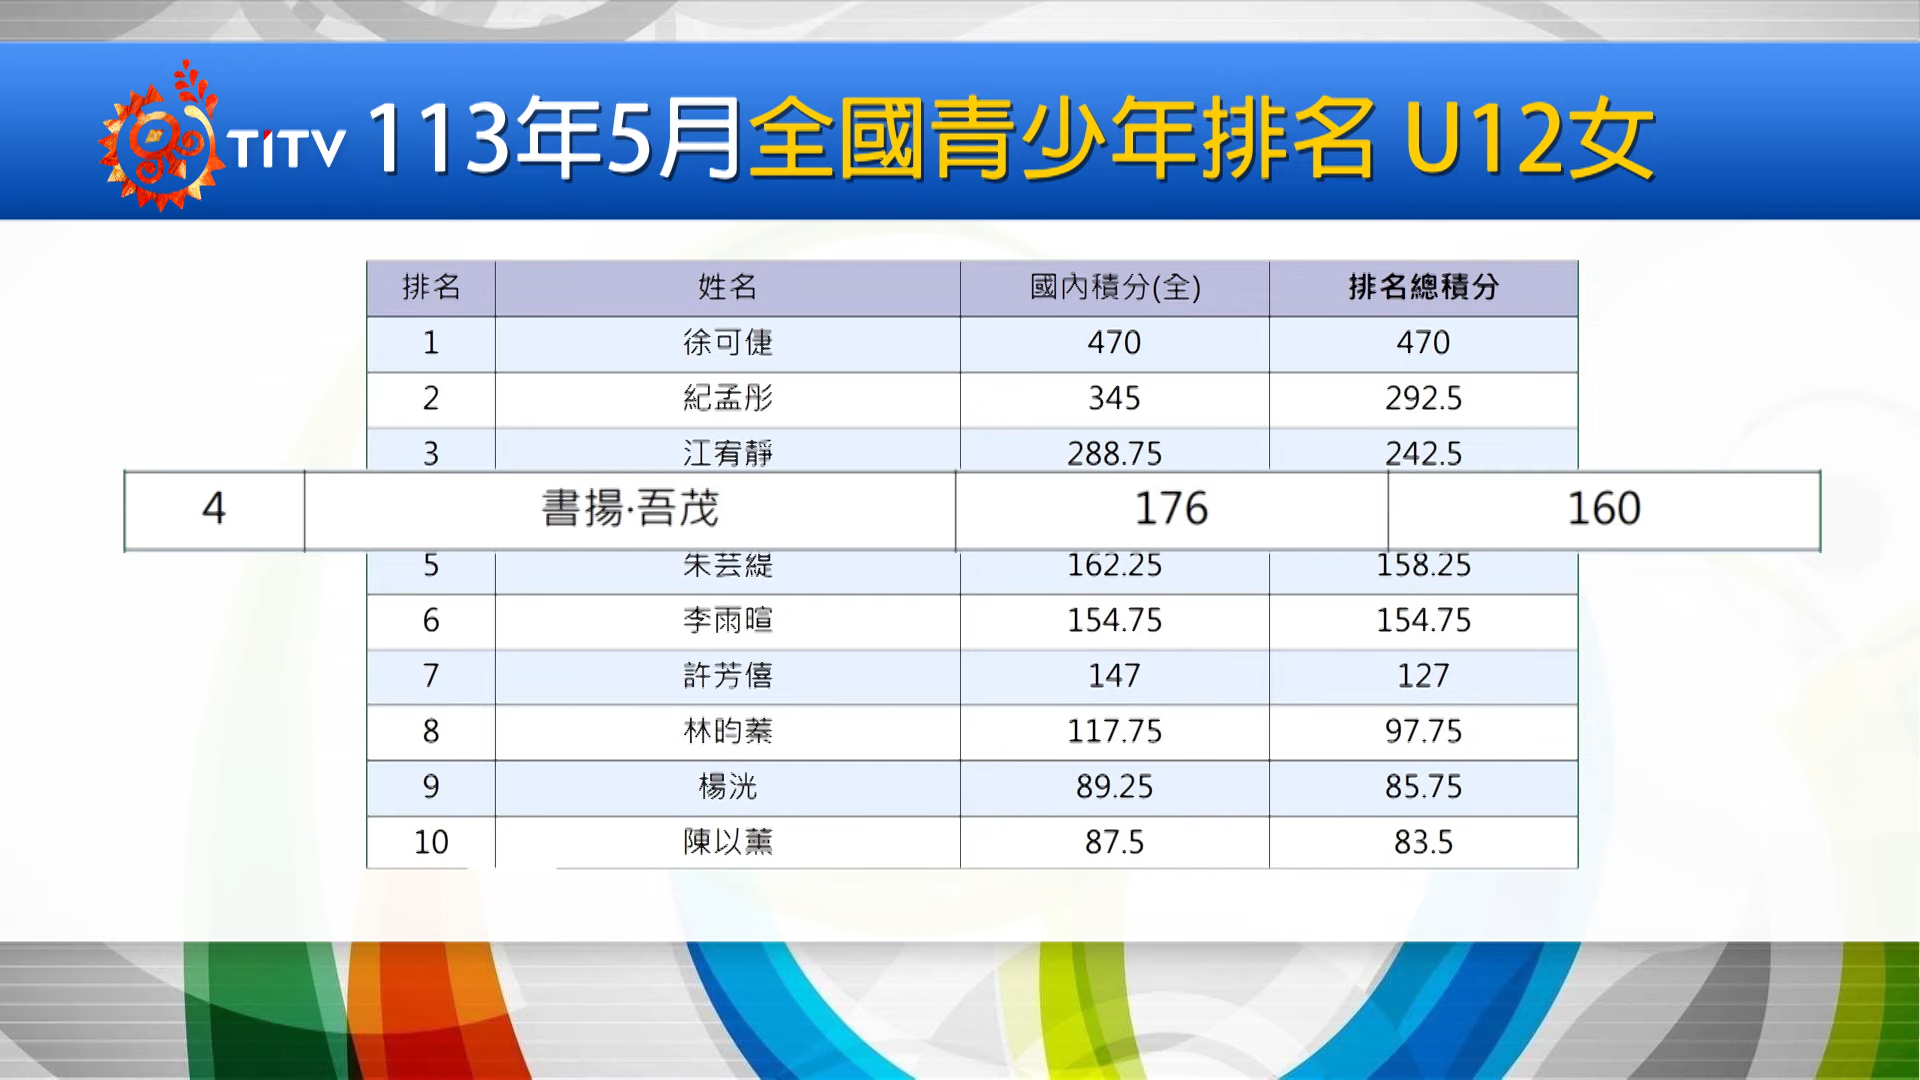 TiTV 113年5月全國青少年排名 U12女
排名 姓名 國內積分(全) 排名總積分
1 徐可倢 470 470
2 紀孟彤 345 292.5
3 江宥靜 288.75 242.5
4 書揚·吾茂 176 160
5 朱芸緹 162.25 158.25
6 李雨暄 154.75 154.75
7 許芳僖 147 127
8 林昀蓁 117.75 97.75
9 楊洸 89.25 85.75
10 陳以薰 87.5 83.5